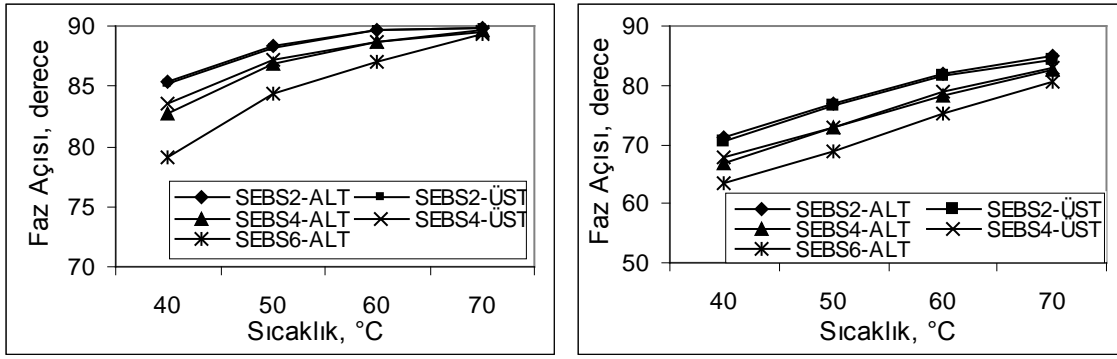 Faz Açısı, derece
90
85
80
75
70
SEBS2-ALT SEBS2-ÜST
SEBS4-ALT SEBS4-ÜST
SEBS6-ALT
40 50 60 70
Sıcaklık, °C
Faz Açısı, derece
90
80
70
60
50
SEBS2-ALT SEBS2-ÜST
SEBS4-ALT SEBS4-ÜST
SEBS6-ALT
40 50 60 70
Sıcaklık, °C